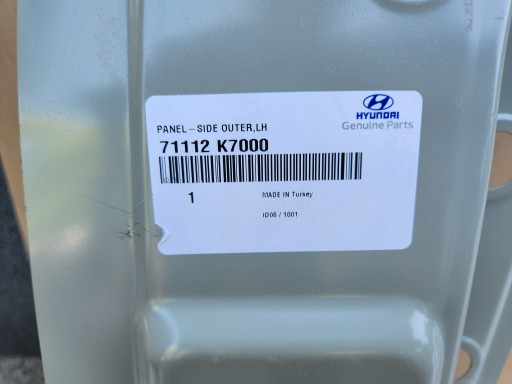 HYUNDAI
Genuine Parts
PANEL-SIDE OUTER,LH
71112 K7000
1
MADE IN Turkey
ID06 / 1001